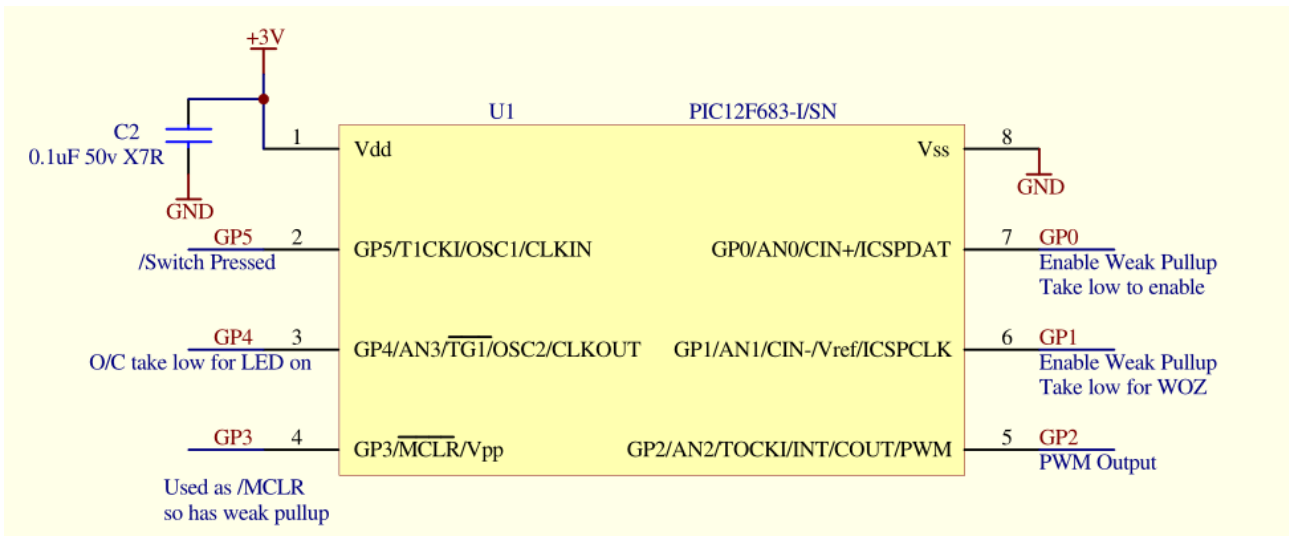 +3V
C2
0.1uF 50v X7R
GND
U1
PIC12F683-I/SN
1
Vdd
Vss
8
GND
GP5
2
/Switch Pressed
GP5/T1CKI/OSC1/CLKIN
GP0/AN0/CIN+/ICSPDAT
7
GP0
Enable Weak Pullup
Take low to enable
GP4
3
O/C take low for LED on
GP4/AN3/TG1/OSC2/CLKOUT
GP1/AN1/CIN-/Vref/ICSPCLK
6
GP1
Enable Weak Pullup
Take low for WOZ
GP3
4
Used as /MCLR
so has weak pullup
GP3/MCLR/Vpp
GP2/AN2/TOCKI/INT/COUT/PWM
5
GP2
PWM Output